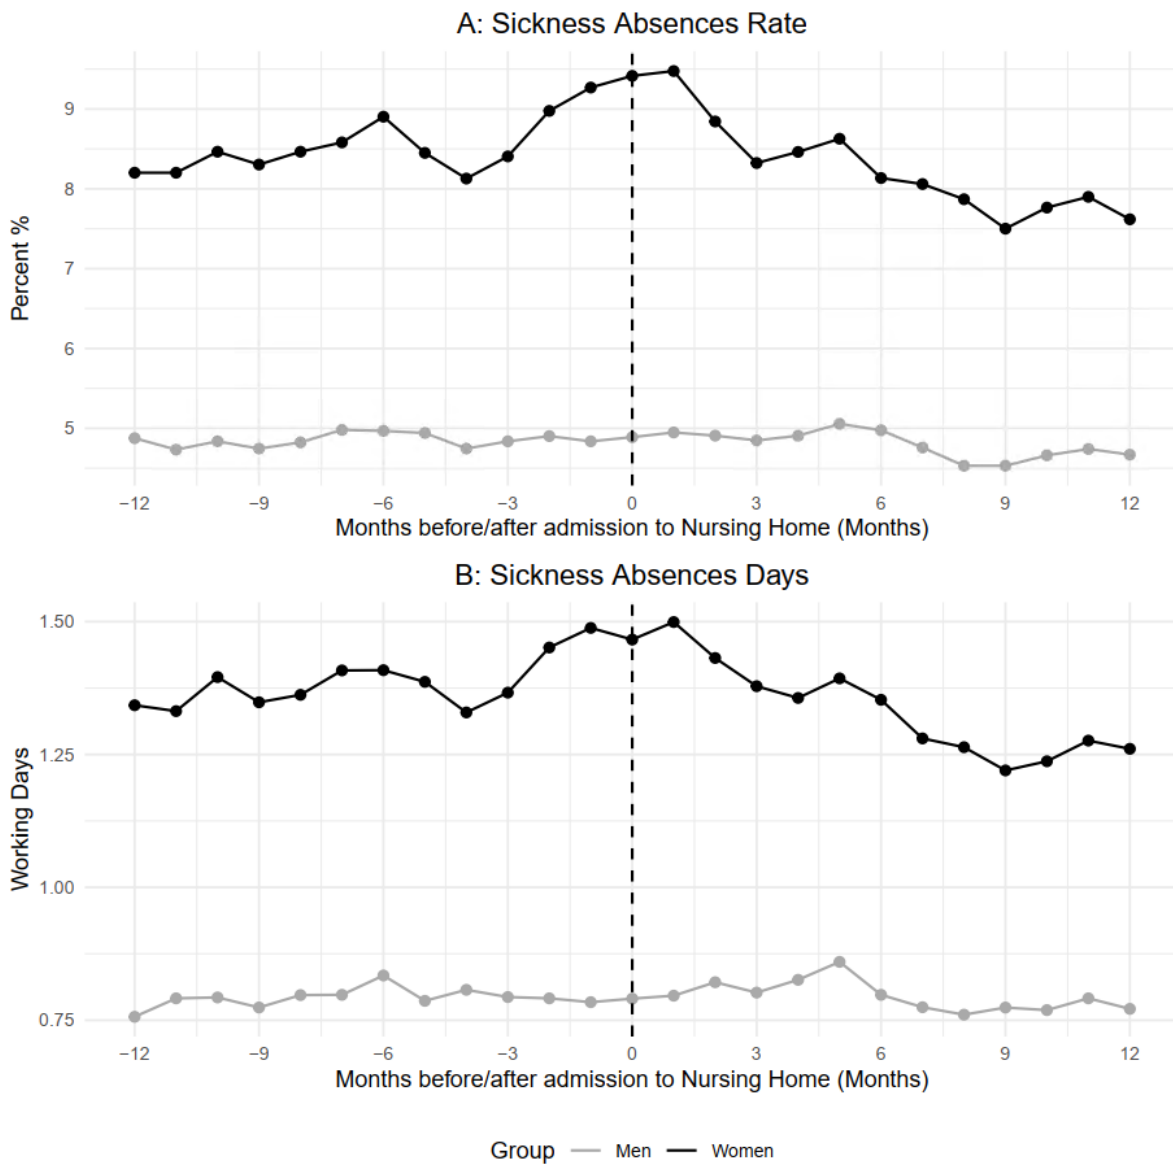 A: Sickness Absences Rate
Percent %
9
8
7
6
5
−12 −9 −6 −3 0 3 6 9 12
Months before/after admission to Nursing Home (Months)
B: Sickness Absences Days
Working Days
1.50
1.25
1.00
0.75
−12 −9 −6 −3 0 3 6 9 12
Months before/after admission to Nursing Home (Months)
Group Men Women